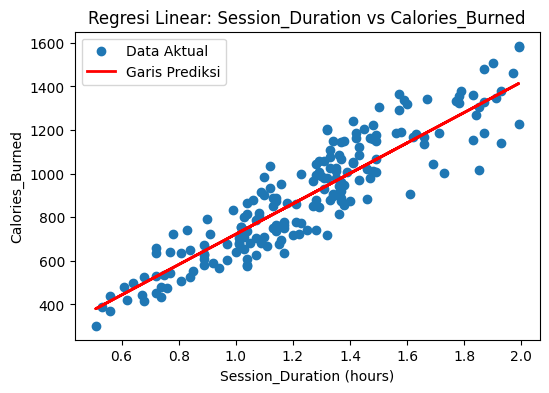 Regresi Linear: Session_Duration vs Calories_Burned
Data Aktual
Garis Prediksi
Calories_Burned
1600
1400
1200
1000
800
600
400
0.6 0.8 1.0 1.2 1.4 1.6 1.8 2.0
Session_Duration (hours)